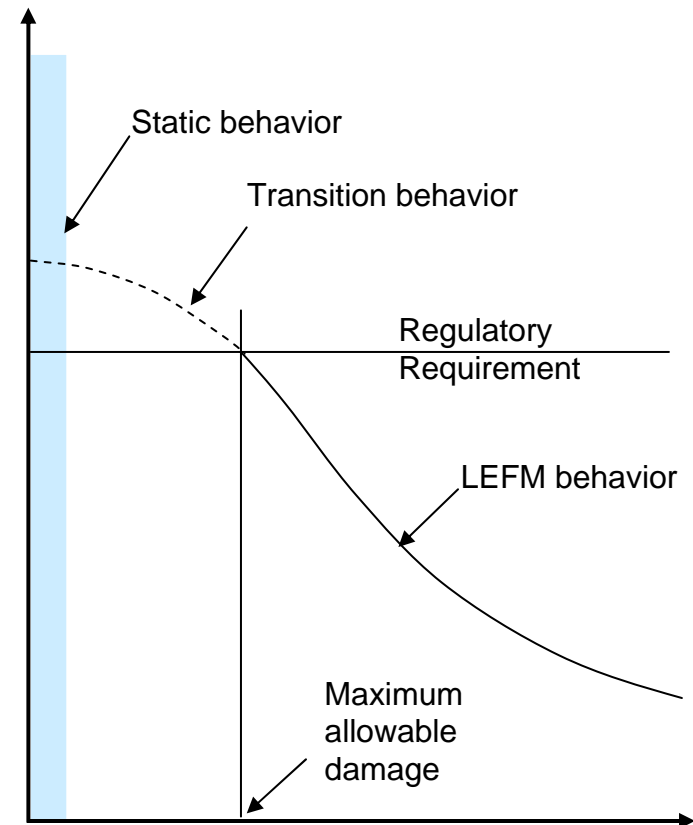 Static behavior
Transition behavior
Regulatory
Requirement
LEFM behavior
Maximum
allowable
damage